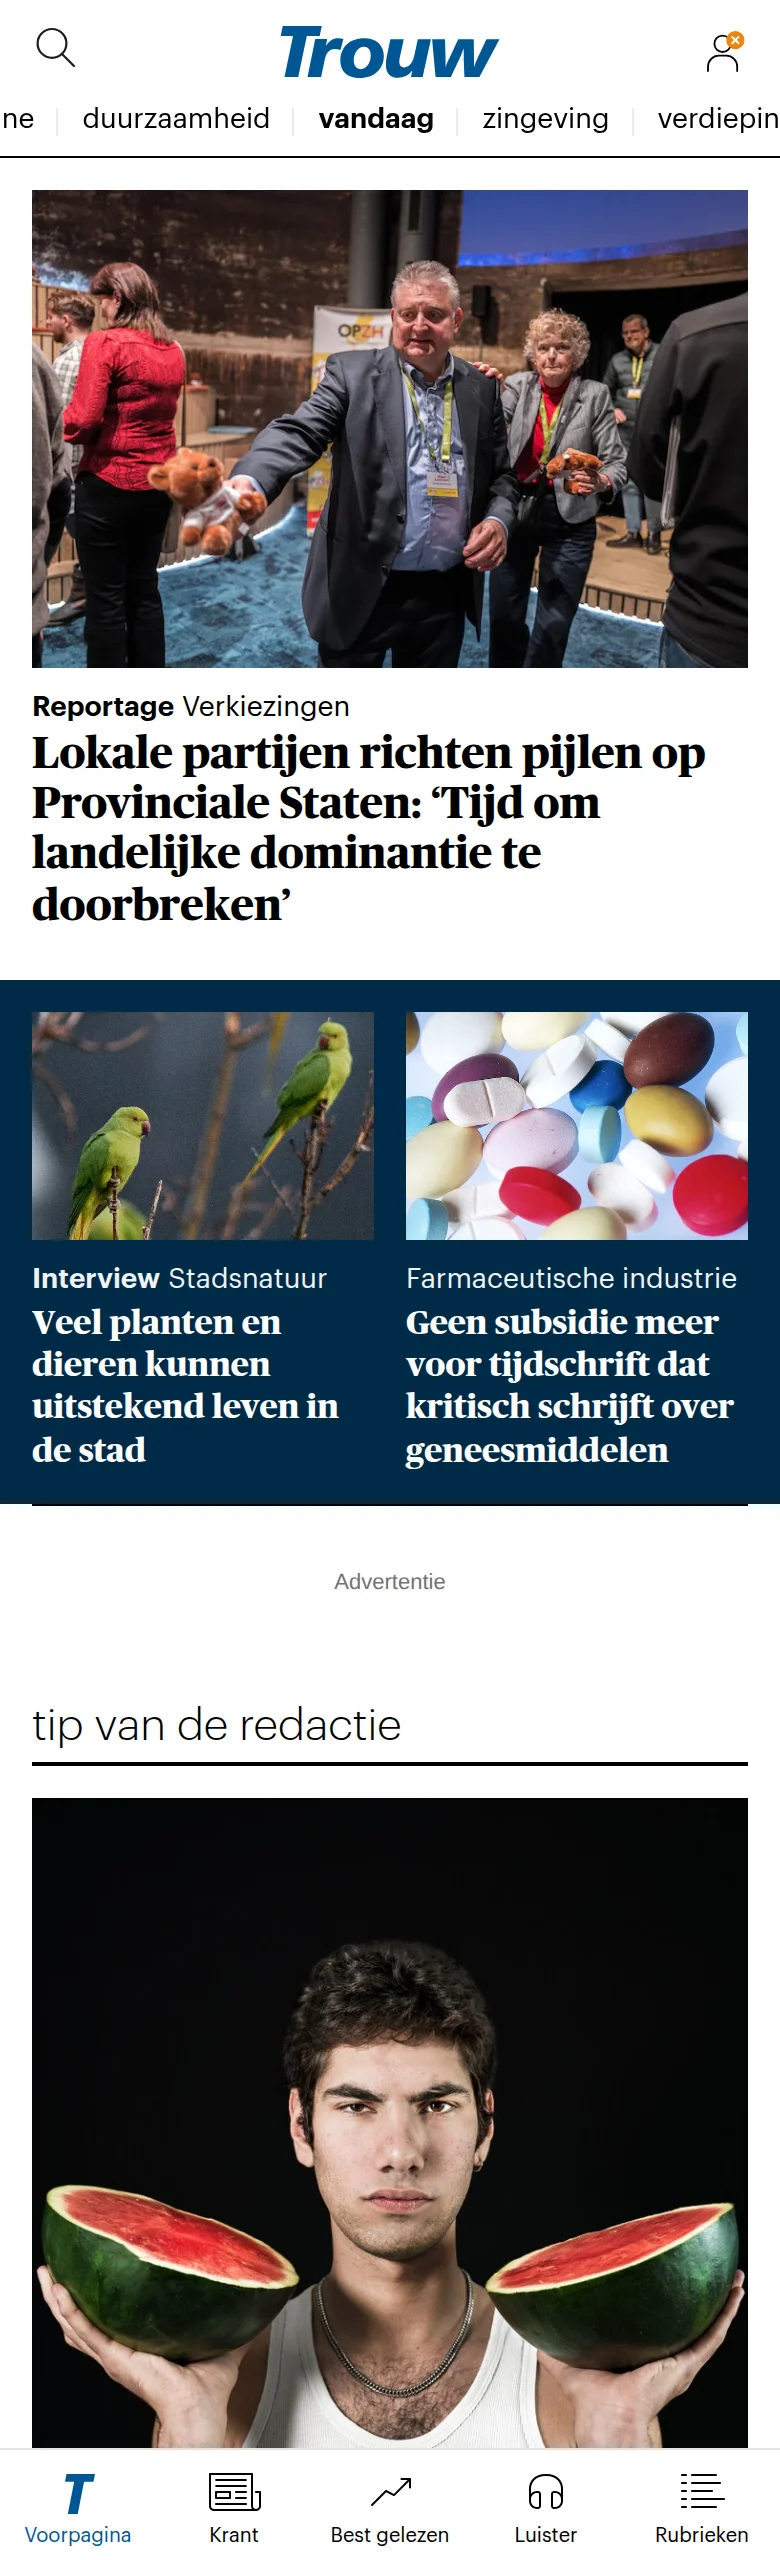 Trouw
ne duurzaamheid vandaag zingeving verdiepin
OPZH
Reportage Verkiezingen
Lokale partijen richten pijlen op
Provinciale Staten: ‘Tijd om
landelijke dominantie te
doorbreken’
Interview Stadsnatuur
Veel planten en
dieren kunnen
uitstekend leven in
de stad
Farmaceutische industrie
Geen subsidie meer
voor tijdschrift dat
kritisch schrijft over
geneesmiddelen
Advertentie
tip van de redactie
T
Voorpagina Krant Best gelezen Luister Rubrieken